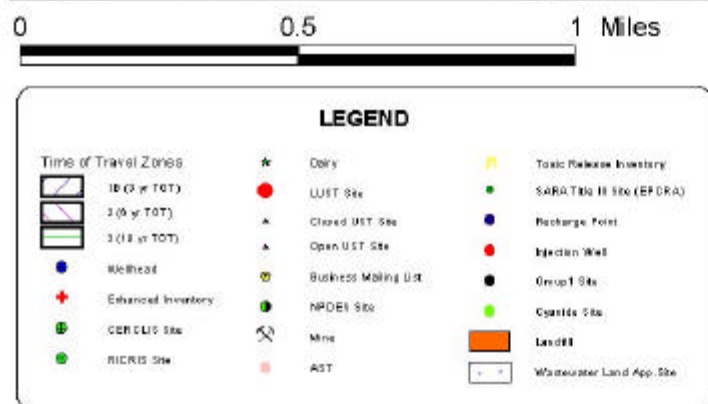 0 0.5 1 Miles
LEGEND
Time of Travel Zones
1B (3 yr TOT)
2 (6 yr TOT)
3 (10 yr TOT)
Wellhead
Enhanced Inventory
CERCLIS Site
RICRIS Site
Dairy
LUST Site
Closed UST Site
Open UST Site
Business Mailing List
NPDES Site
Mine
AST
Toxic Release Inventory
SARA Title III Site (EPCRA)
Recharge Point
Injection Well
Group1 Site
Cyanide Site
Landfill
Wastewater Land App. Site